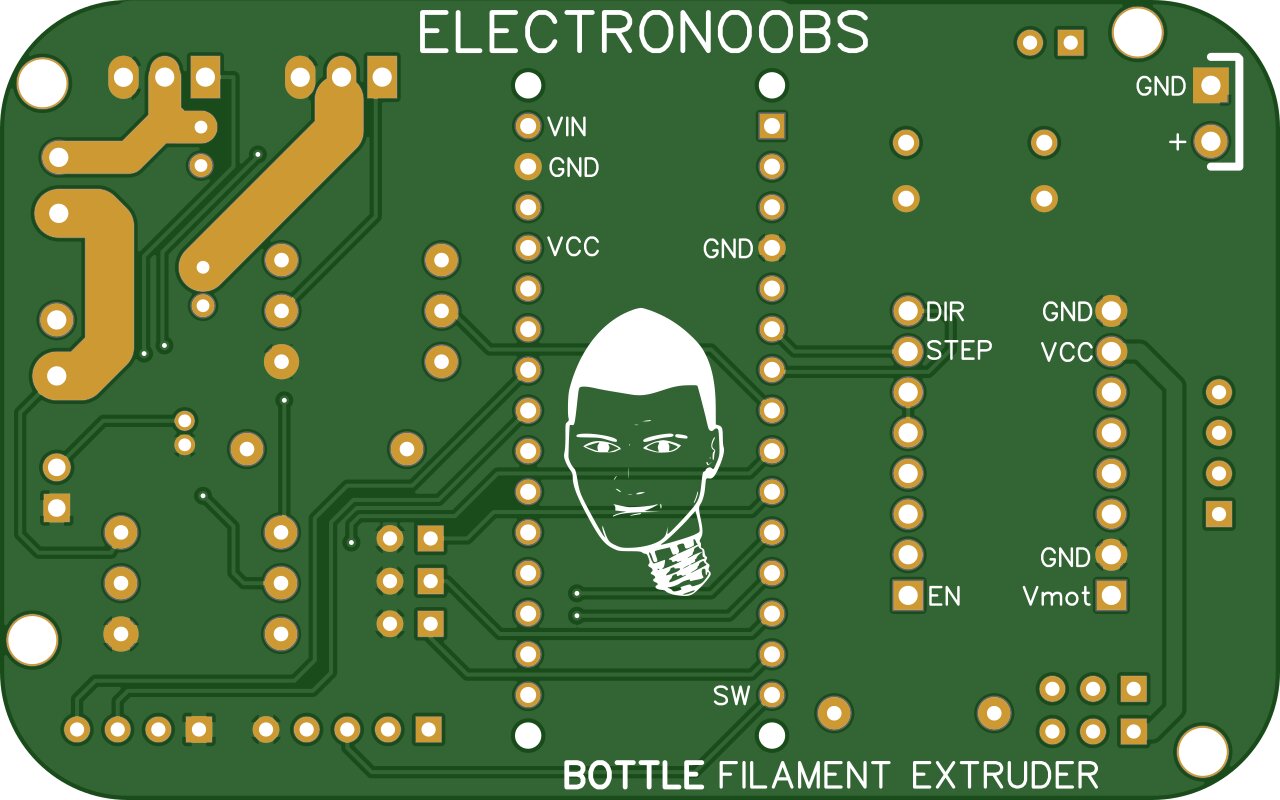 ELECTRONOOBS
GND
+
VIN
GND
VCC
GND
DIR
GND
STEP
VCC
GND
EN
Vmot
SW
BOTTLE FILAMENT EXTRUDER